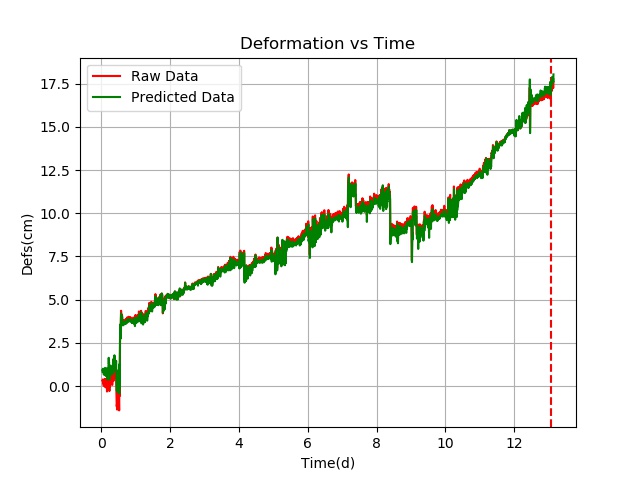 Deformation vs Time
Raw Data
Predicted Data
17.5
15.0
12.5
10.0
7.5
5.0
2.5
0.0
Defs(cm)
0 2 4 6 8 10 12
Time(d)